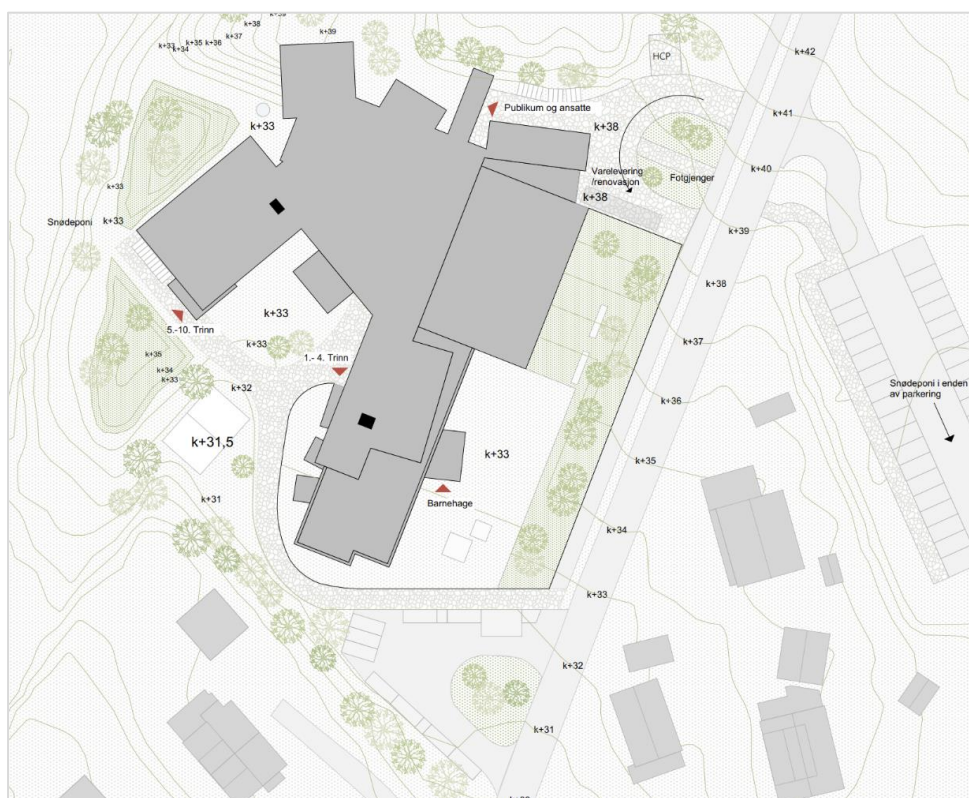 k+39
k+38
k+39
k+37
k+36
k+35
k+33
k+34
k+42
HCP
k+41
Publikum og ansatte
k+33
k+38
k+40
Varelevering
/renovasjon
Fotgjenger
k+33
k+38
Snødeponi
k+33
k+39
k+38
k+33
5.-10. Trinn
k+33
k+37
k+35
1.- 4. Trinn
k+34
k+33
k+32
Snødeponi i enden
av parkering
k+36
k+31,5
k+33
k+35
k+31
Barnehage
k+34
k+33
k+32
k+31